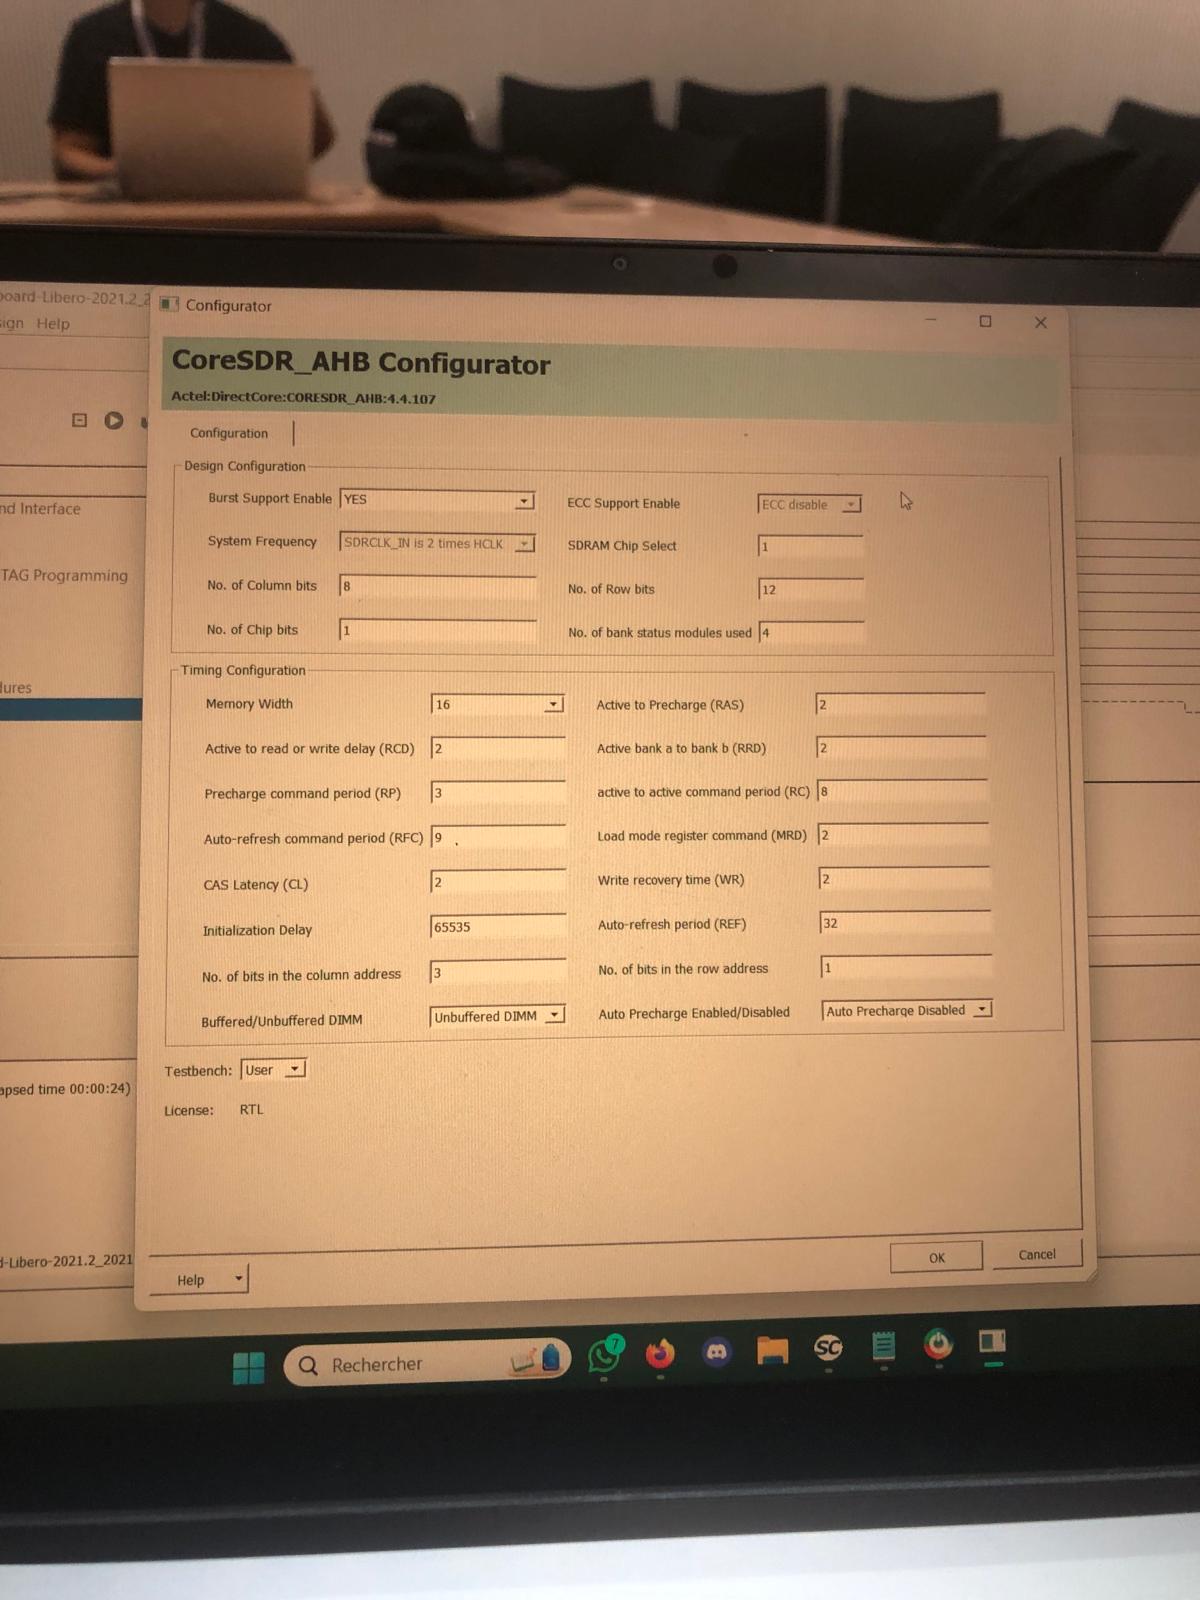 oard-Libero-2021.2_2
Configurator
ign Help
CoreSDR_AHB Configurator
Actel:DirectCore:CORESDR_AHB:4.4.107
Configuration
Design Configuration
Burst Support Enable YES ECC Support Enable ECC disable
System Frequency SDRCLK_IN is 2 times HCLK SDRAM Chip Select 1
No. of Column bits 8 No. of Row bits 12
No. of Chip bits 1 No. of bank status modules used 4
nd Interface
TAG Programming
dures
Timing Configuration
Memory Width 16 Active to Precharge (RAS) 2
Active to read or write delay (RCD) 2 Active bank a to bank b (RRD) 2
Precharge command period (RP) 3 active to active command period (RC) 8
Auto-refresh command period (RFC) 9 Load mode register command (MRD) 2
CAS Latency (CL) 2 Write recovery time (WR) 2
Initialization Delay 65535 Auto-refresh period (REF) 32
No. of bits in the column address 3 No. of bits in the row address 1
Buffered/Unbuffered DIMM Unbuffered DIMM Auto Precharge Enabled/Disabled Auto Precharge Disabled
Testbench: User
License: RTL
apsed time 00:00:24)
d-Libero-2021.2_2021
Help OK Cancel
Rechercher
7
SC